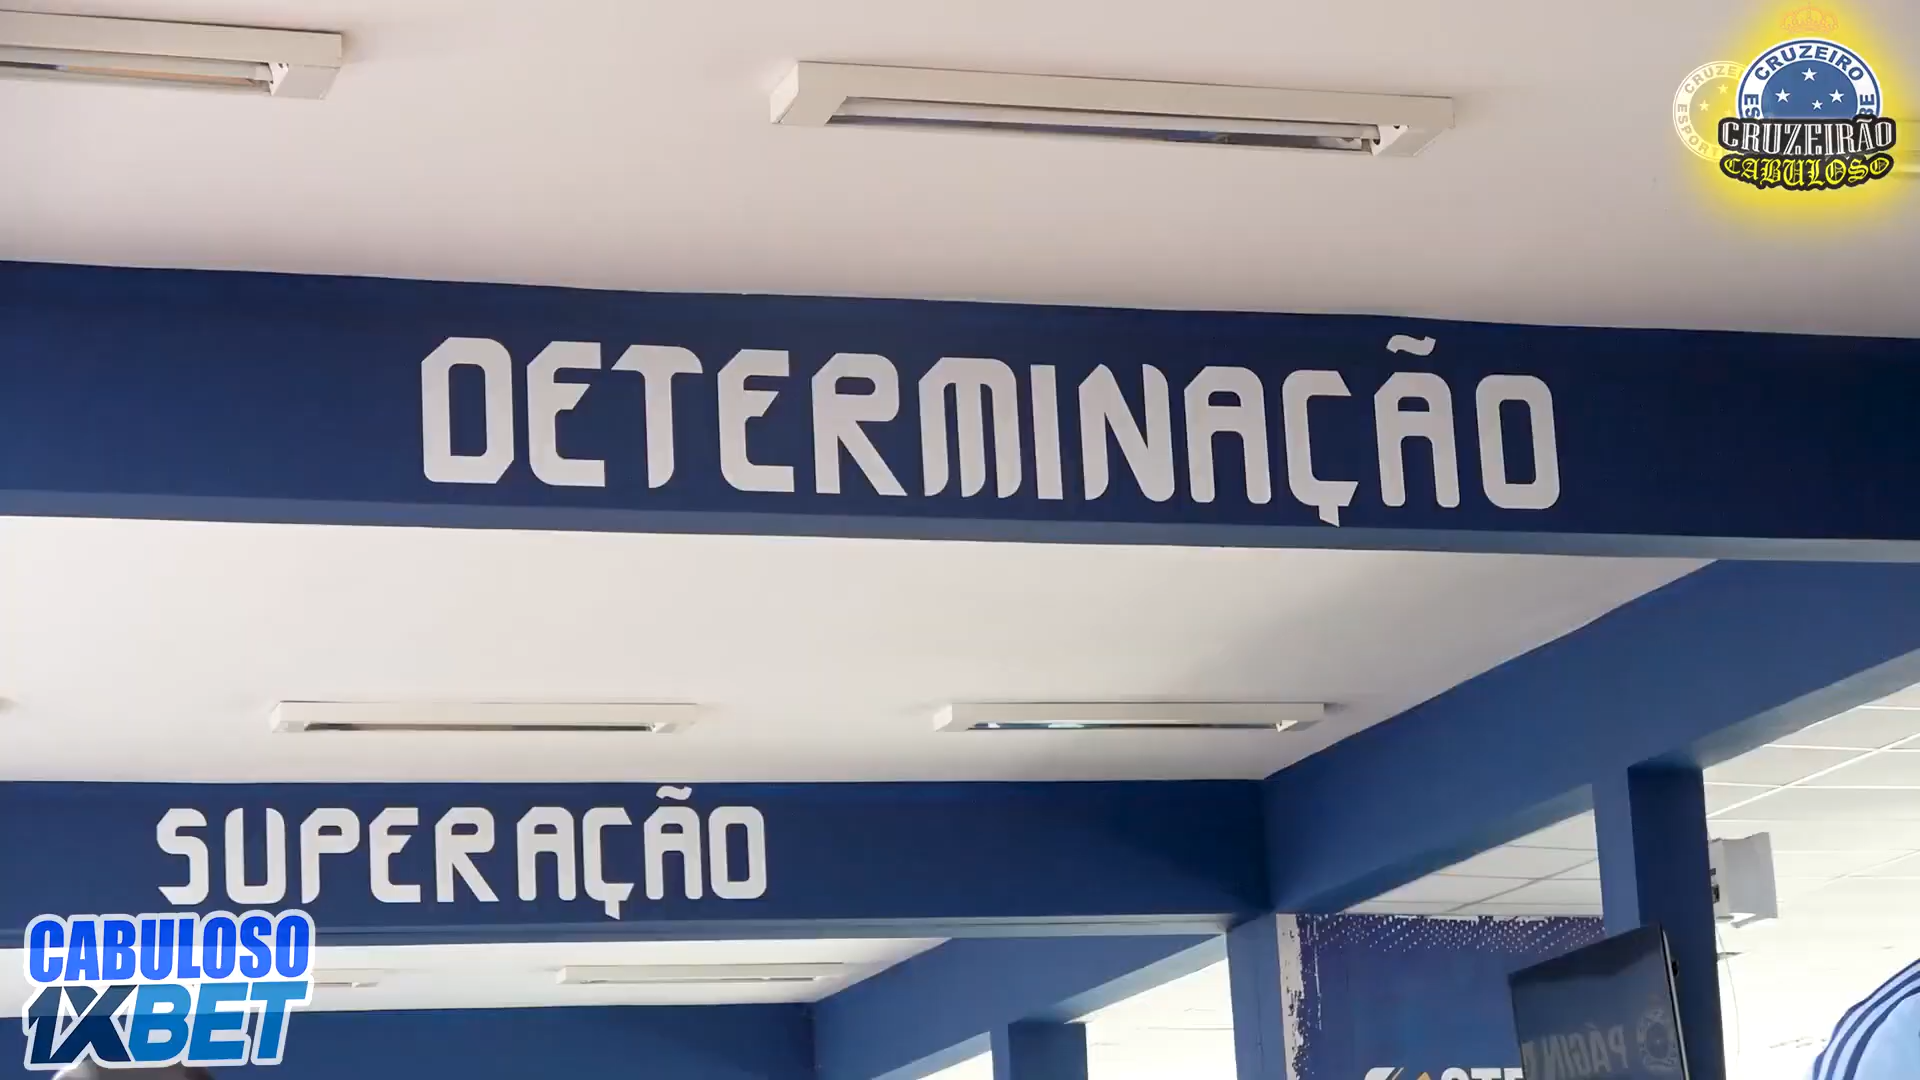 CRUZEIRO
CRUZEIRÃO
CABULOSO
DETERMINAÇÃO
SUPERAÇÃO
CABULOSO
1XBET